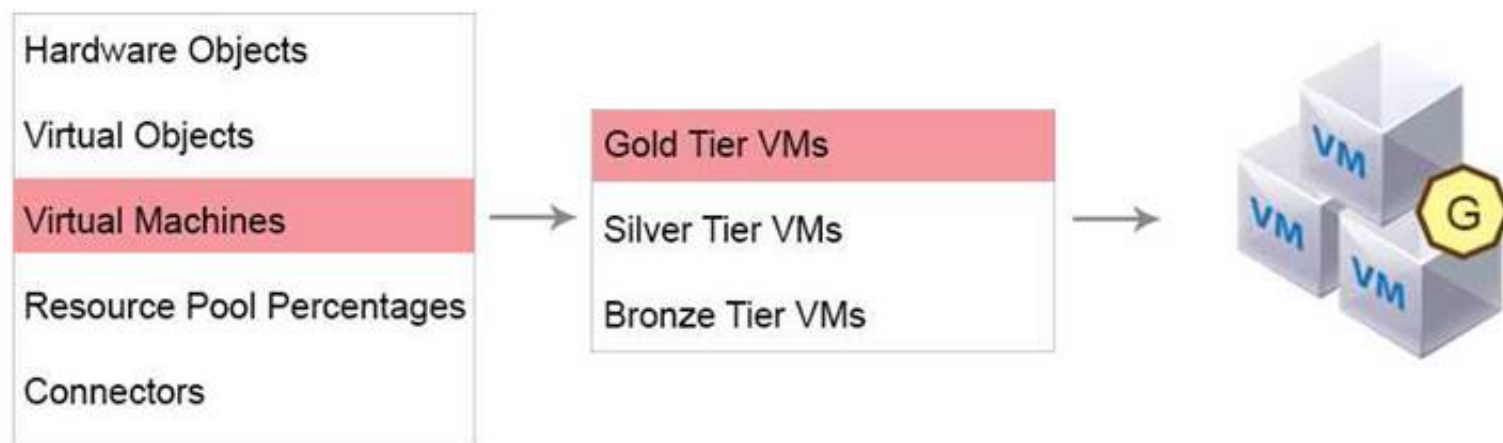 Hardware Objects
Virtual Objects
Virtual Machines
Resource Pool Percentages
Connectors
Gold Tier VMs
Silver Tier VMs
Bronze Tier VMs
VM
VM
VM
G